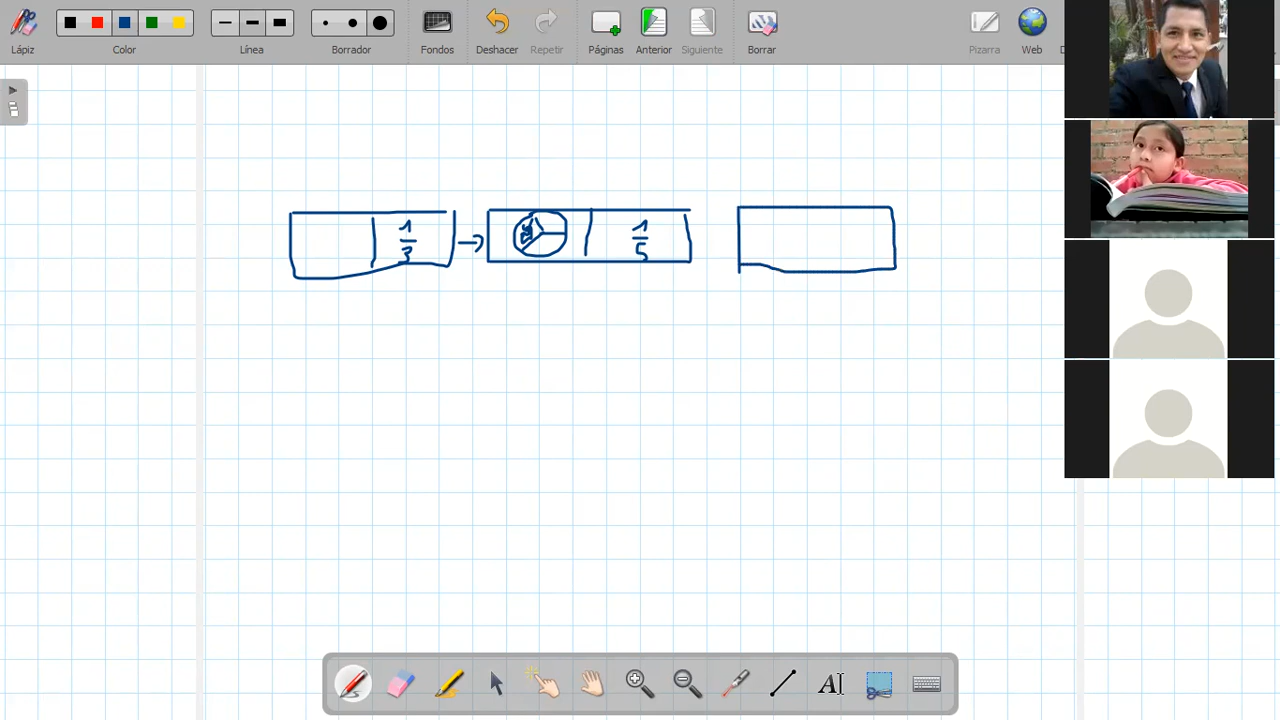 Lápiz
Color
Línea
Borrador
Fondos
Deshacer
Repetir
Páginas
Anterior
Siguiente
Borrar
Pizarra
Web
1
3
1
5